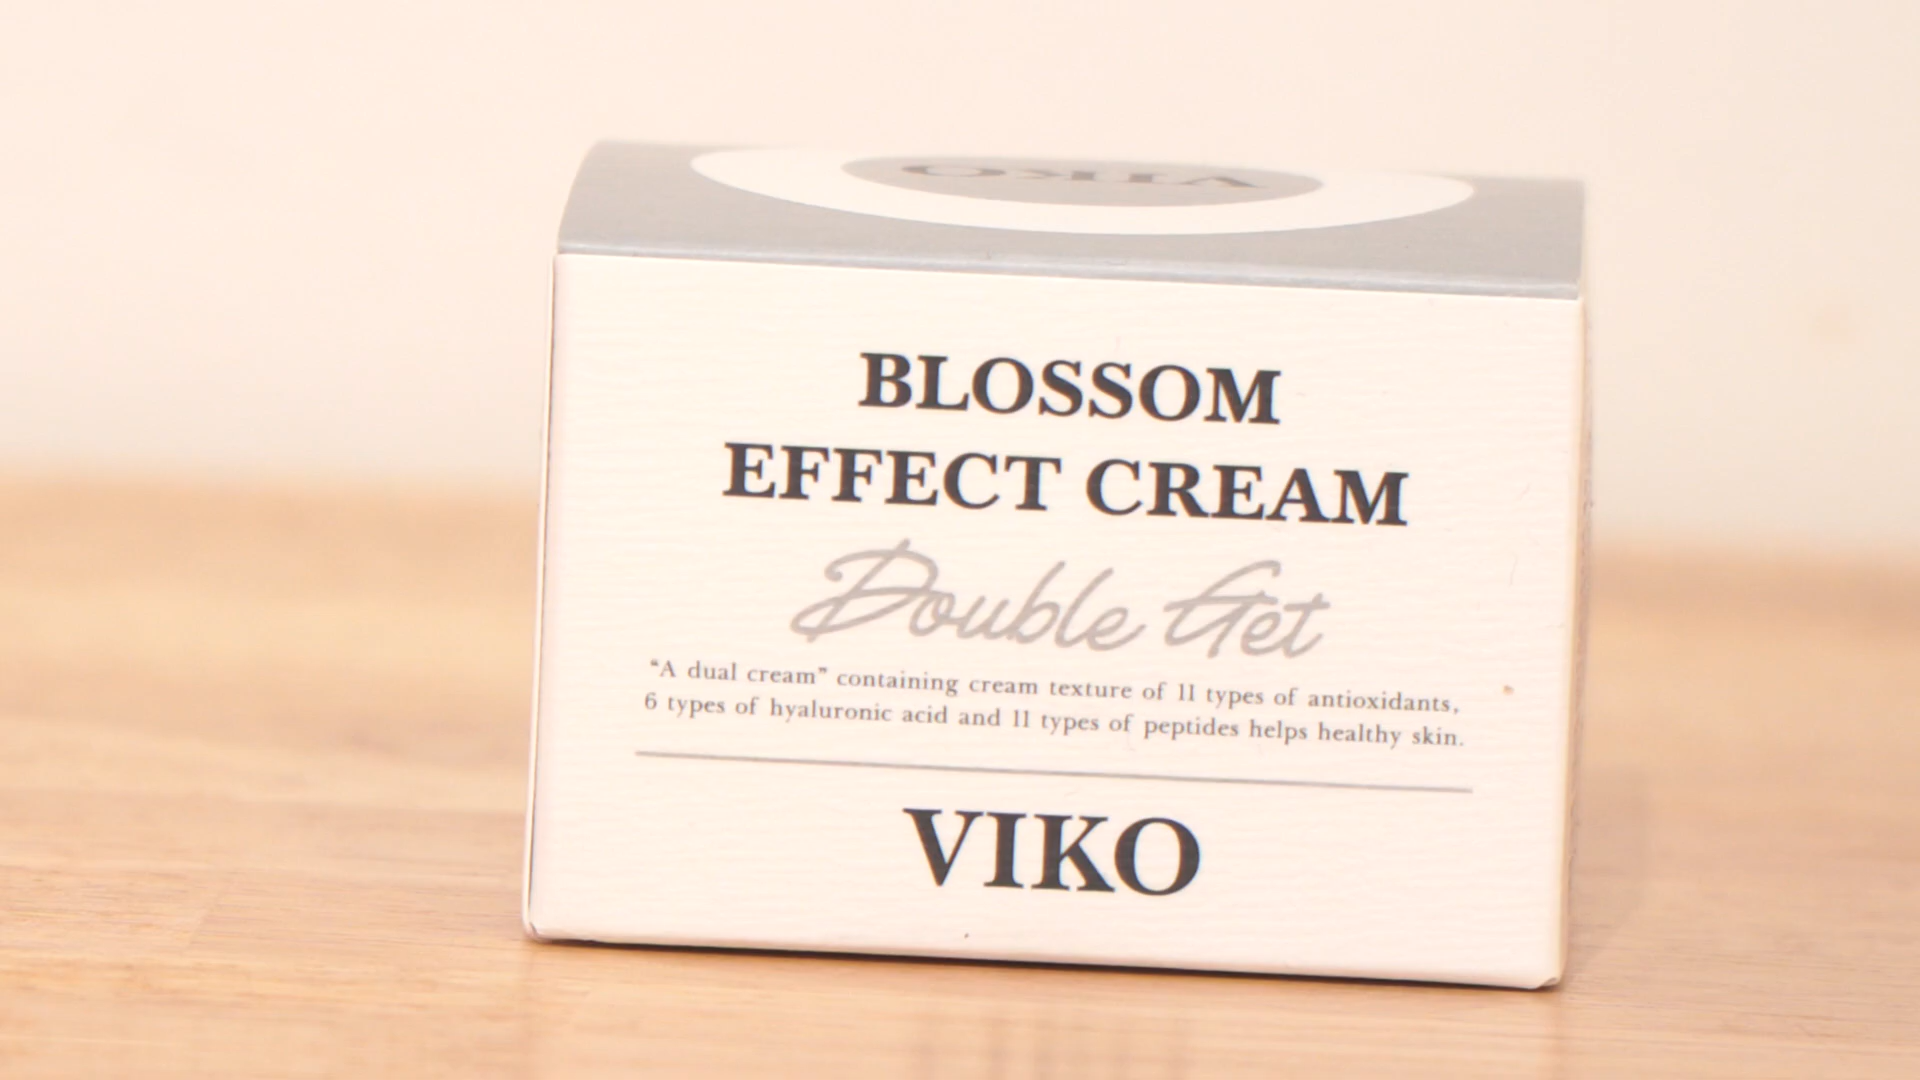 VIKO
BLOSSOM
EFFECT CREAM
Double Get
“A dual cream” containing cream texture of 11 types of antioxidants,
6 types of hyaluronic acid and 11 types of peptides helps healthy skin.
VIKO